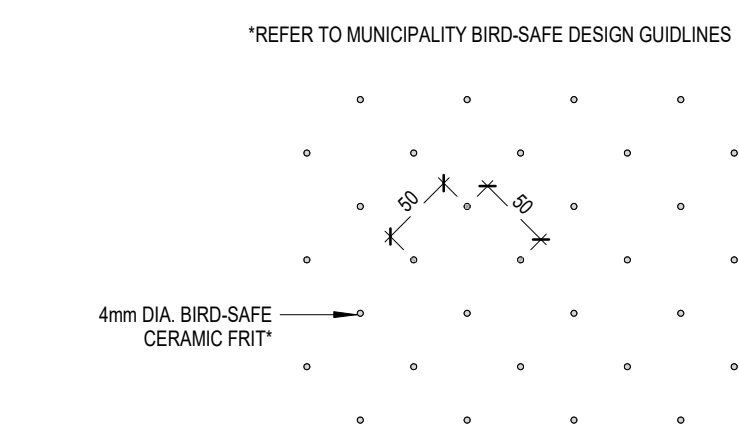 *REFER TO MUNICIPALITY BIRD-SAFE DESIGN GUIDLINES
50
50
4mm DIA. BIRD-SAFE
CERAMIC FRIT*